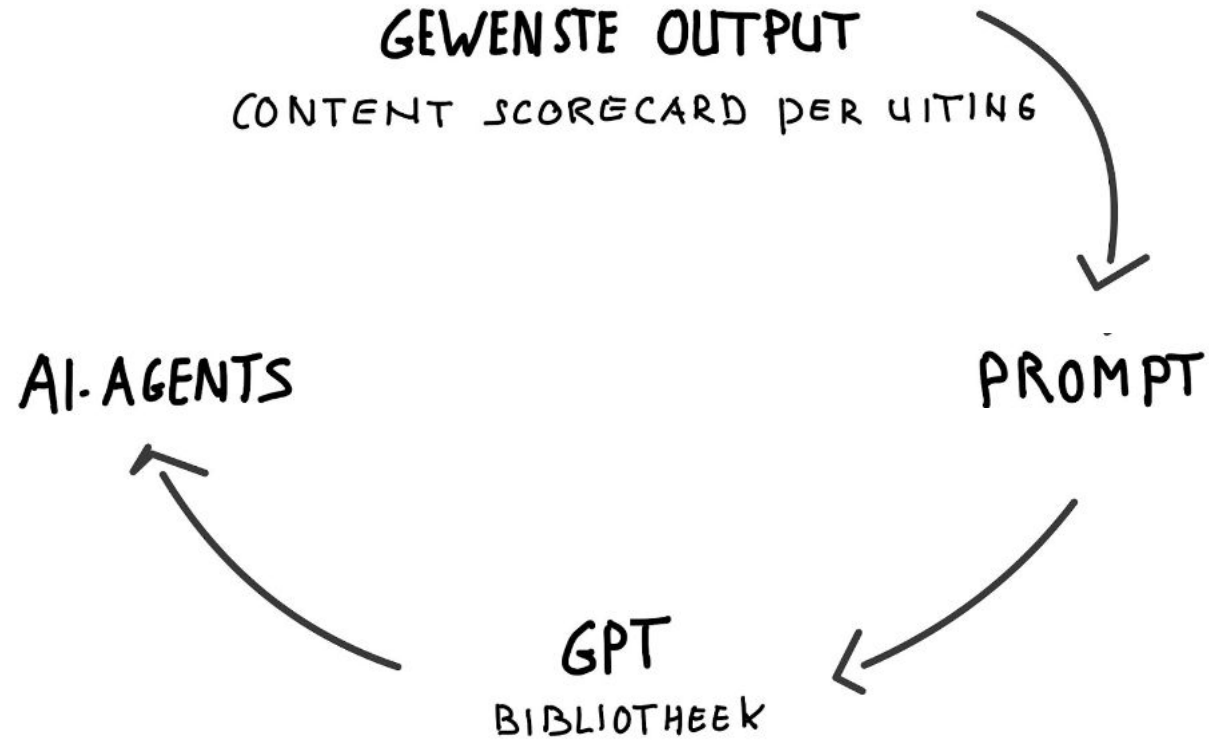 GEWENSTE OUTPUT
CONTENT SCORECARD PER UITING
AI. AGENTS
PROMPT
GPT
BIBLIOTHEEK